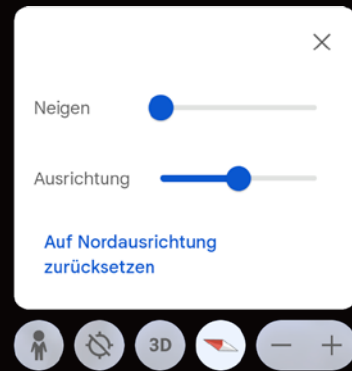 Neigen
Ausrichtung
Auf Nordausrichtung
zurücksetzen
3D